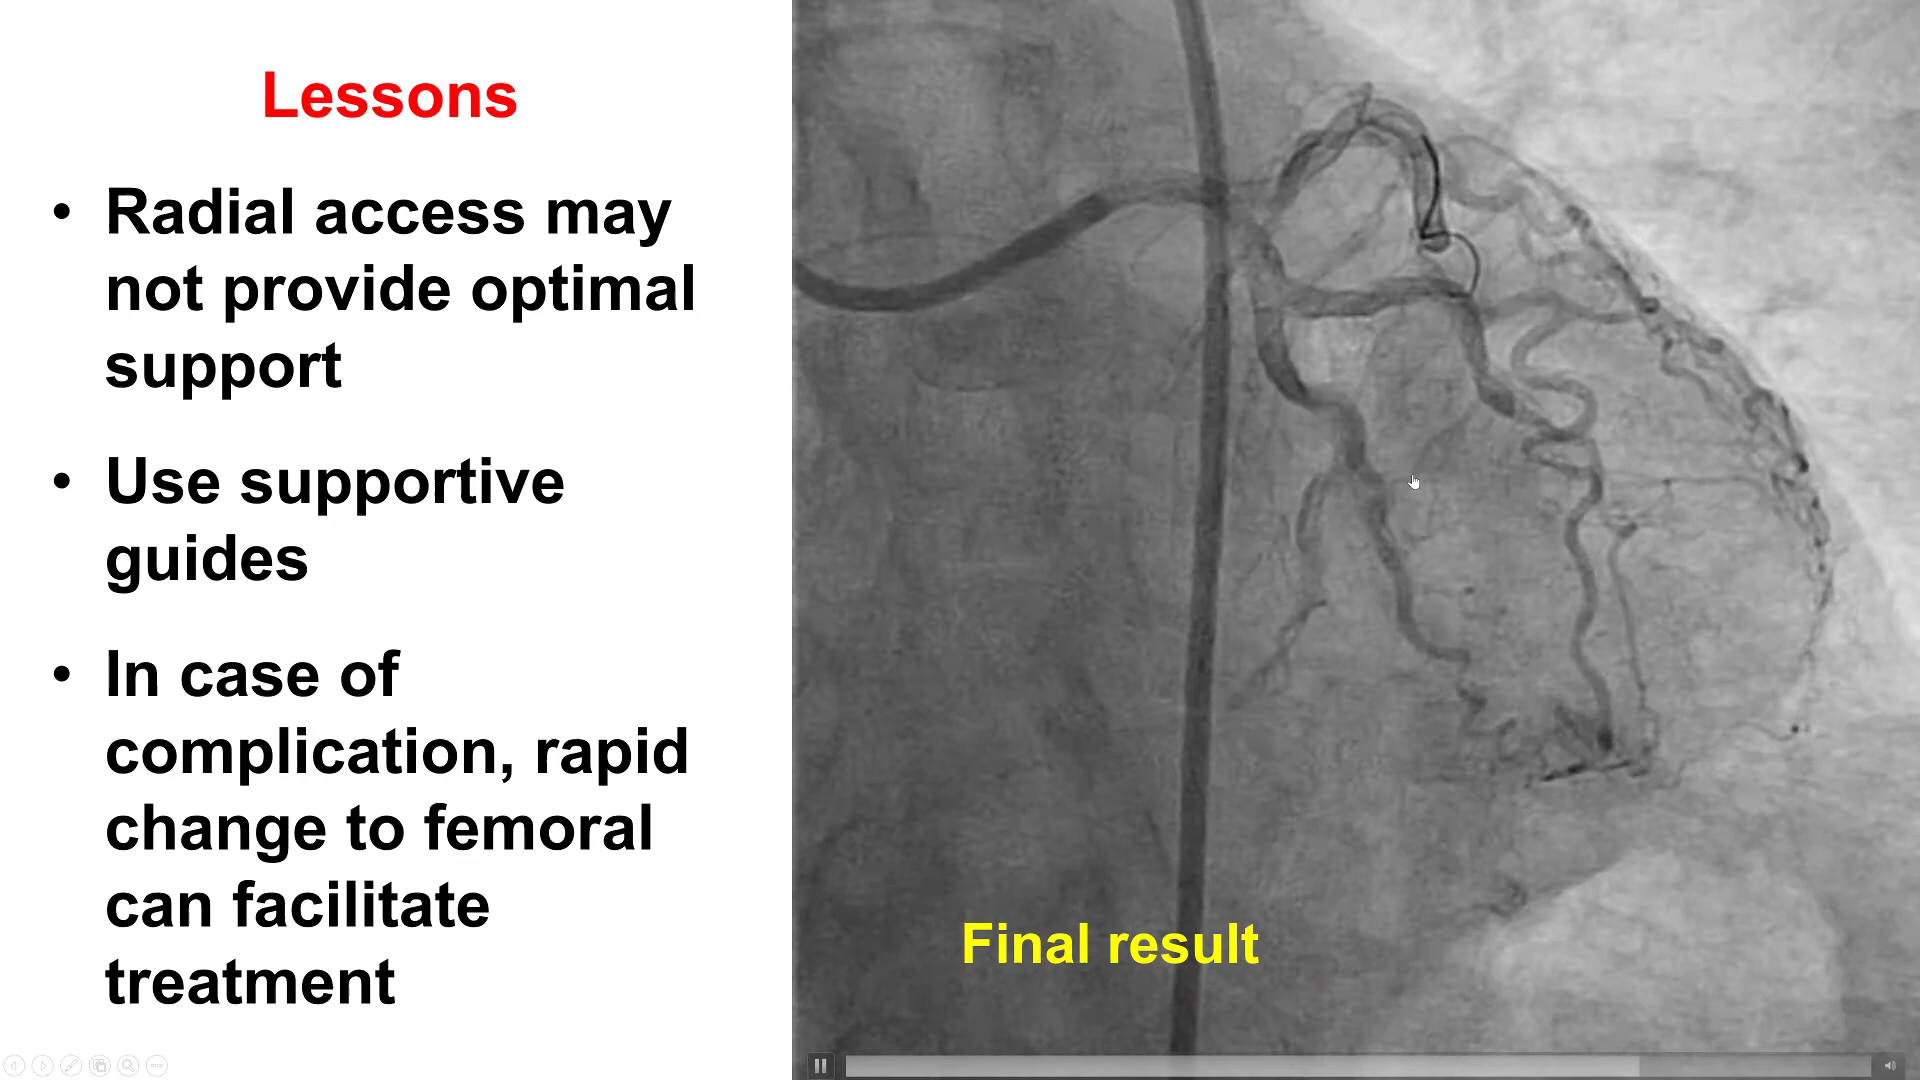 Lessons
• Radial access may
not provide optimal
support
• Use supportive
guides
• In case of
complication, rapid
change to femoral
can facilitate
treatment
Final result